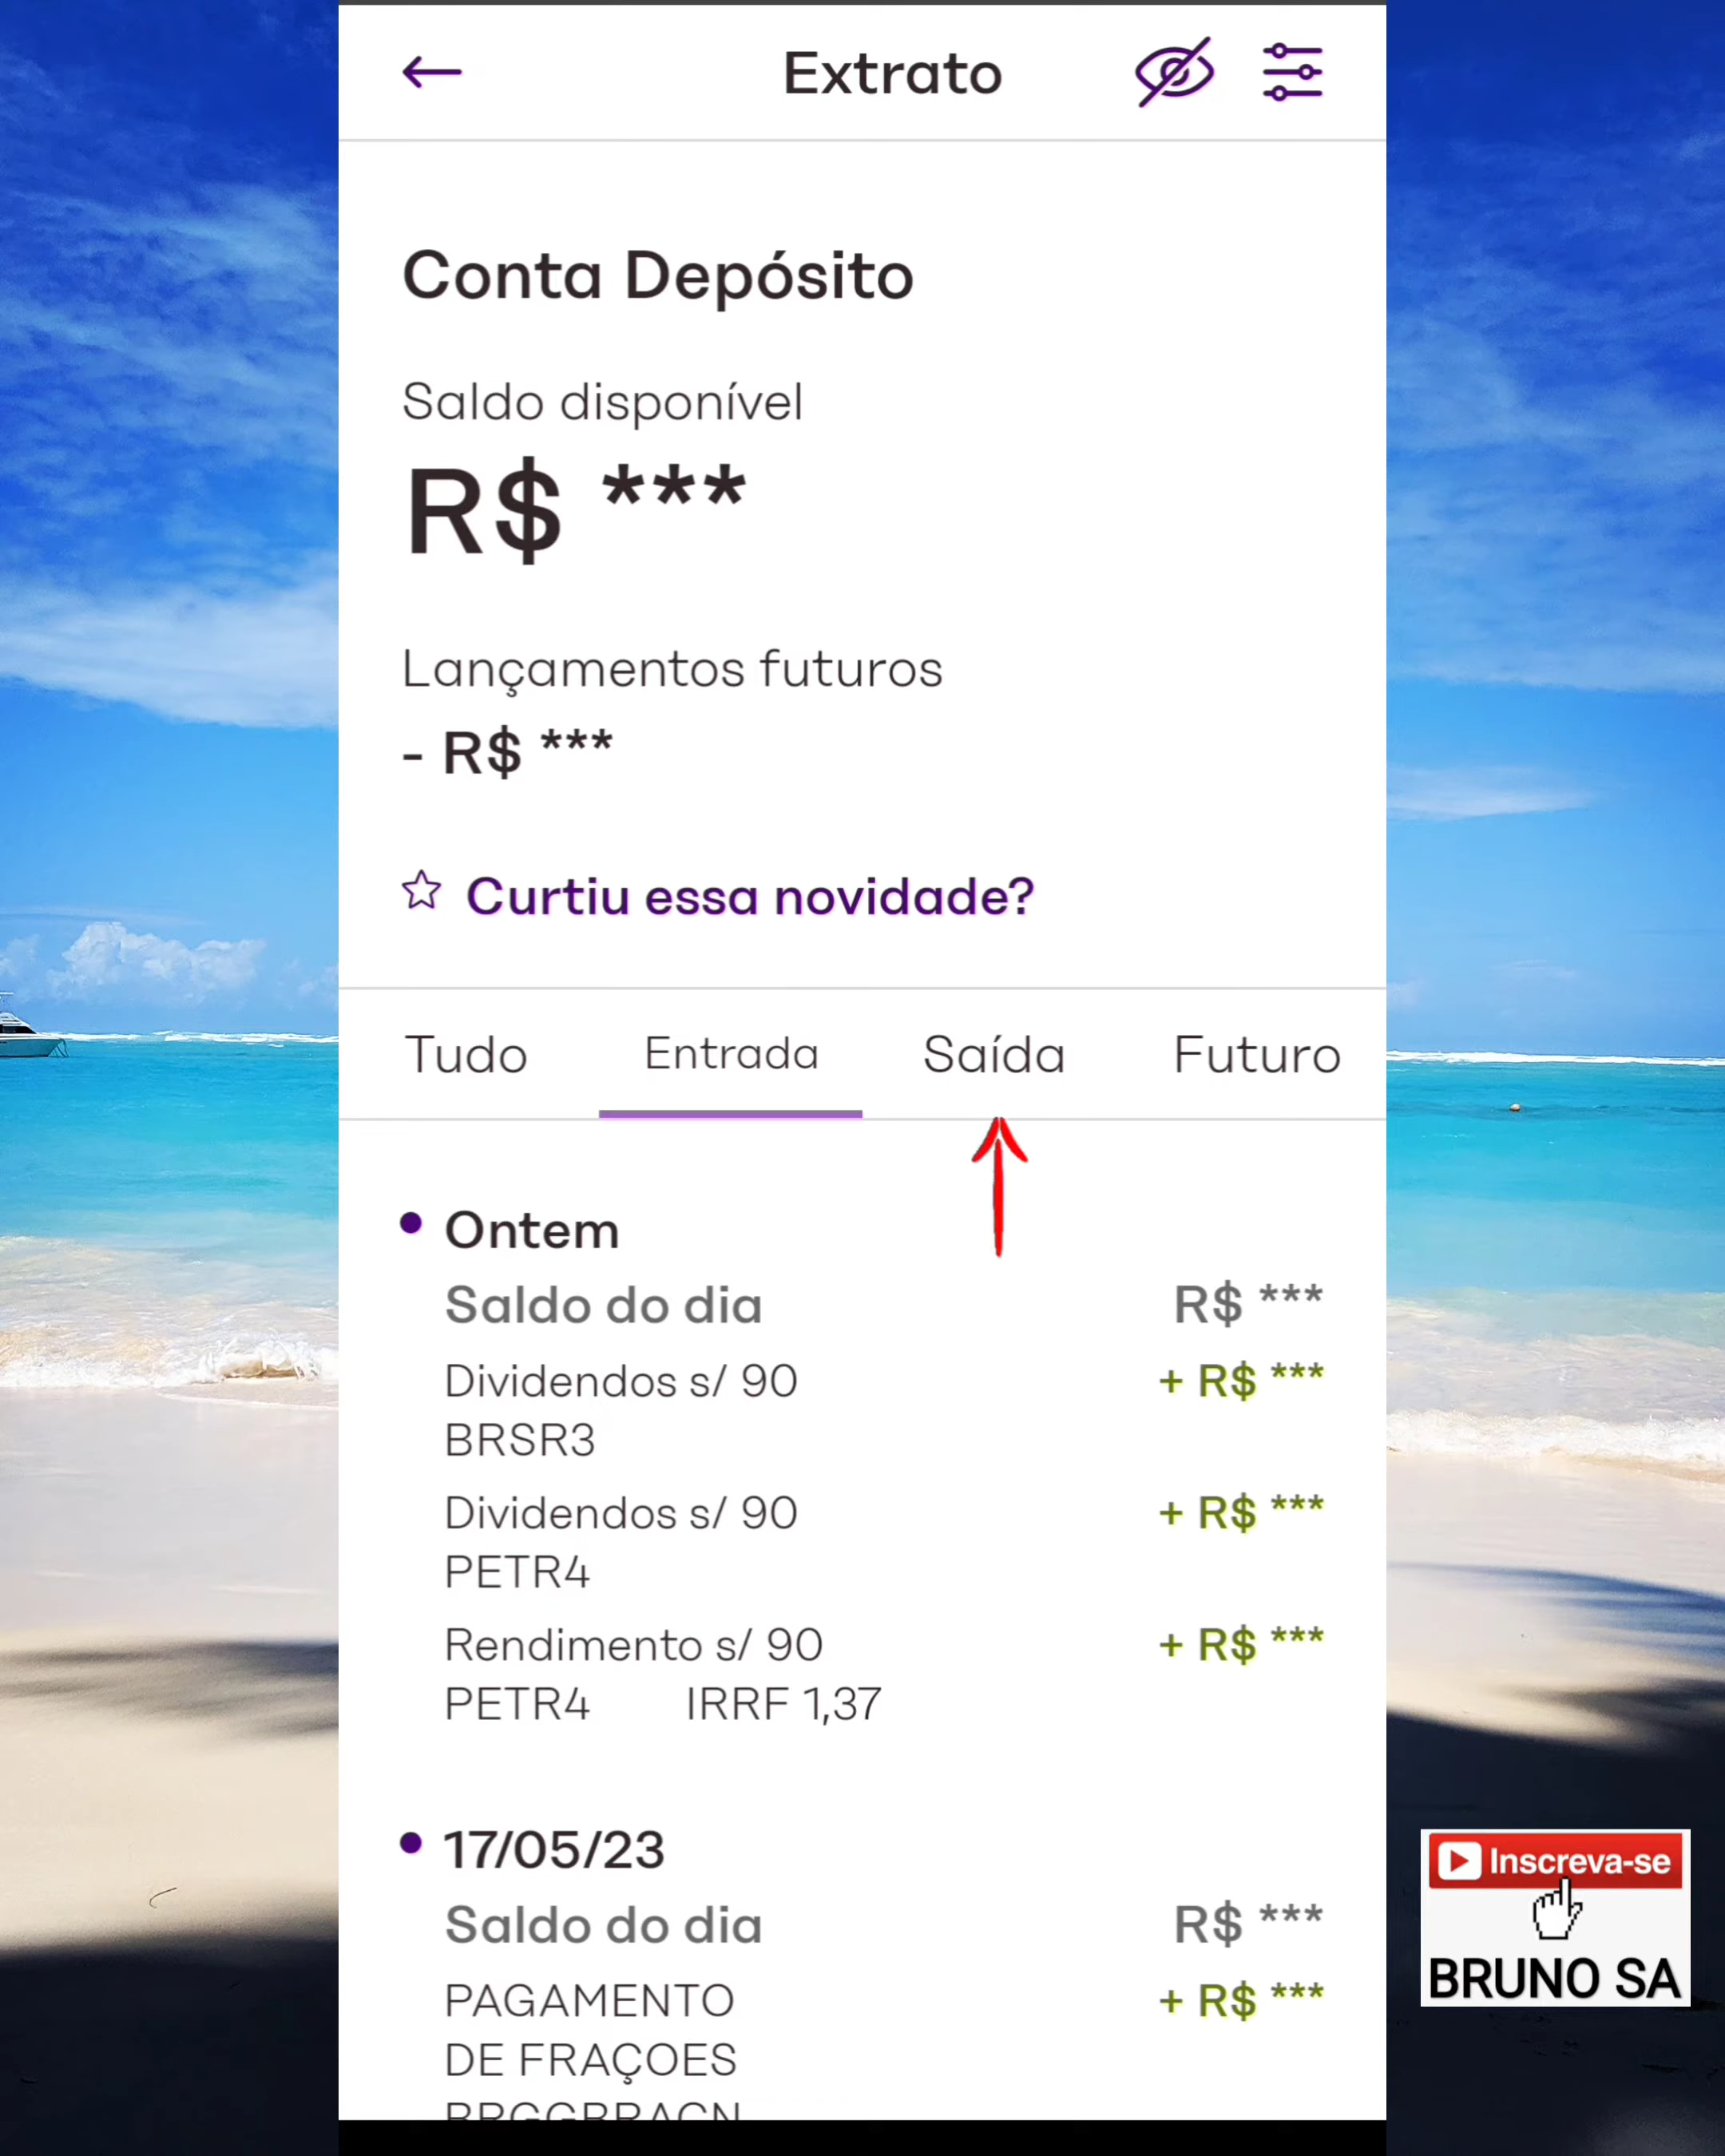 Extrato
Conta Depósito
Saldo disponível
R$ ***
Lançamentos futuros
- R$ ***
Curtiu essa novidade?
Tudo Entrada Saída Futuro
Ontem
Saldo do dia R$ ***
Dividendos s/ 90 + R$ ***
BRSR3
Dividendos s/ 90 + R$ ***
PETR4
Rendimento s/ 90 + R$ ***
PETR4 IRRF 1,37
17/05/23
Saldo do dia R$ ***
PAGAMENTO + R$ ***
DE FRAÇOES
Inscreva-se
BRUNO SA